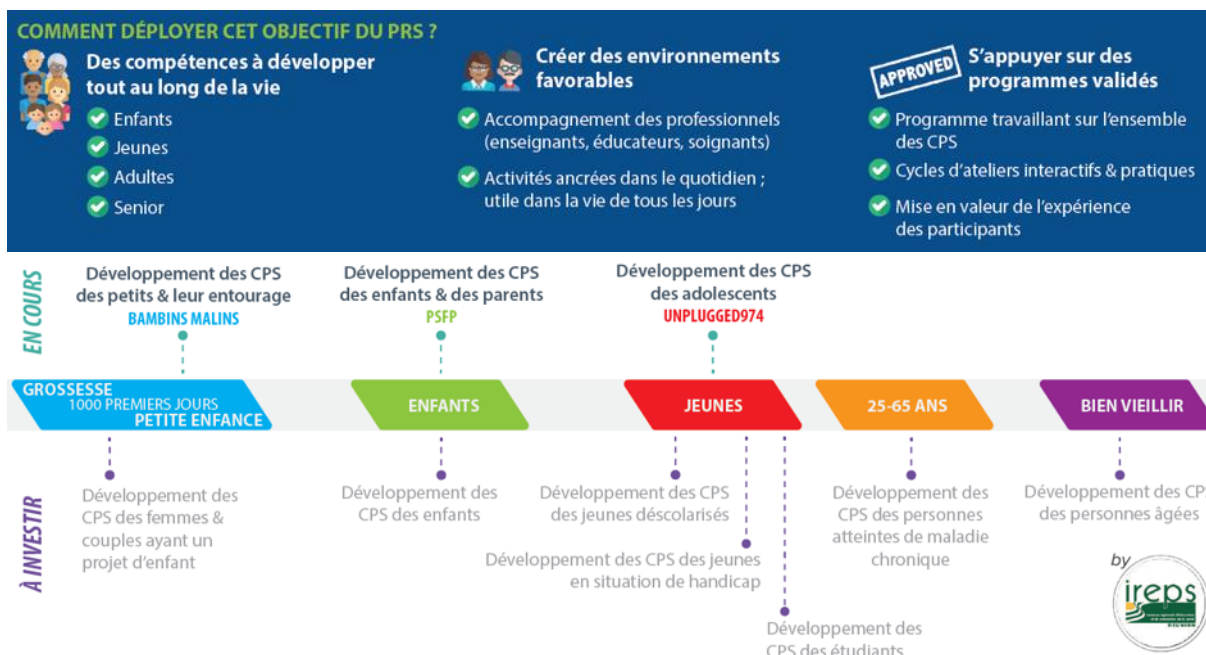 COMMENT DÉPLOYER CET OBJECTIF DU PRS ?
Des compétences à développer
tout au long de la vie
Enfants
Jeunes
Adultes
Senior
Créer des environnements
favorables
Accompagnement des professionnels
(enseignants, éducateurs, soignants)
Activités ancrées dans le quotidien ;
utile dans la vie de tous les jours
APPROVED
S'appuyer sur des
programmes validés
Programme travaillant sur l'ensemble
des CPS
Cycles d'ateliers interactifs & pratiques
Mise en valeur de l'expérience
des participants
EN COURS
Développement des CPS
des petits & leur entourage
BAMBINS MALINS
Développement des CPS
des enfants & des parents
PSFP
Développement des CPS
des adolescents
UNPLUGGED974
GROSSESSE
1000 PREMIERS JOURS
PETITE ENFANCE
ENFANTS
JEUNES
25-65 ANS
BIEN VIEILLIR
À INVESTIR
Développement des
CPS des femmes &
couples ayant un
projet d'enfant
Développement des
CPS des enfants
Développement des CPS
des jeunes déscolarisés
Développement des CPS des jeunes
en situation de handicap
Développement des
CPS des étudiants
Développement des
CPS des personnes
atteintes de maladie
chronique
Développement des CPS
des personnes âgées
by
ireps